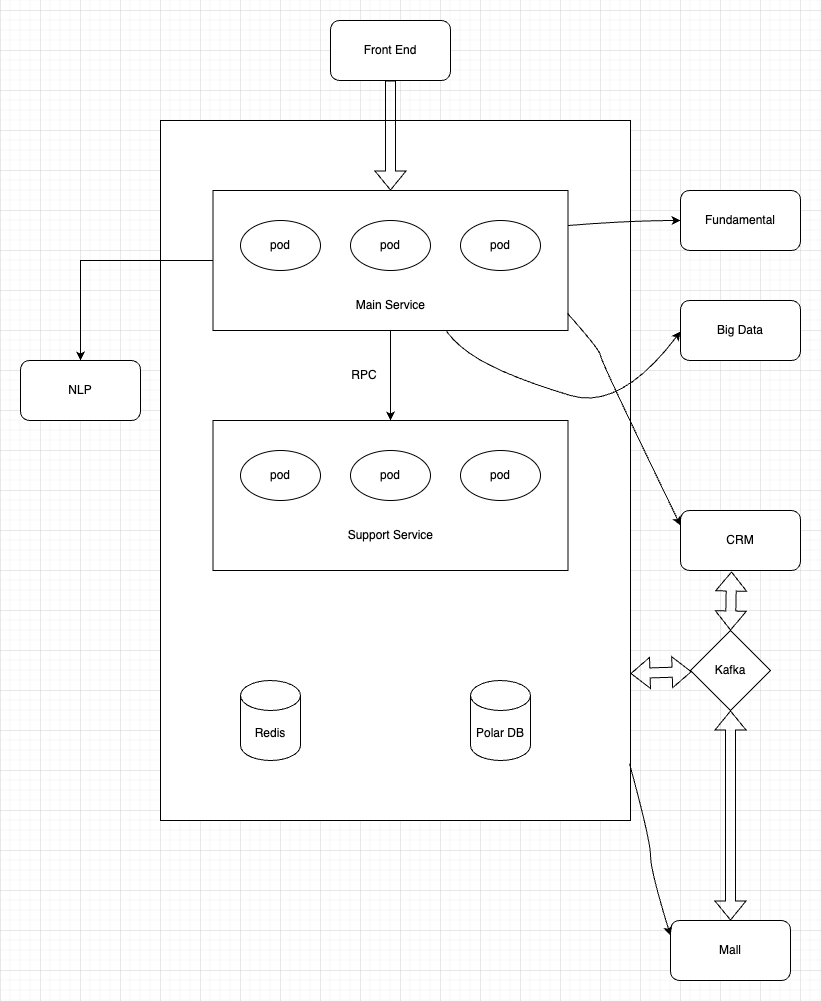 Front End
pod
pod
pod
Main Service
Fundamental
Big Data
NLP
RPC
pod
pod
pod
Support Service
CRM
Kafka
Redis
Polar DB
Mall